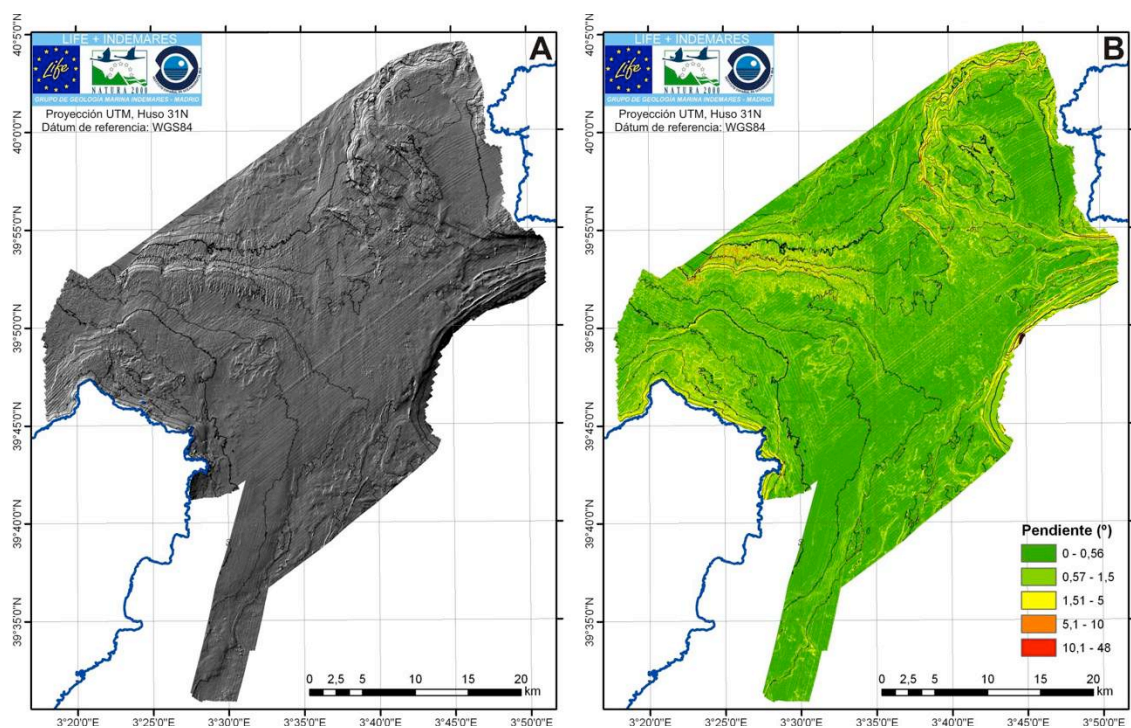 LIFE + INDEMARES
Life
NATURA 2000
GRUPO DE GEOLOGÍA MARINA INDEMARES - MADRID
Proyección UTM, Huso 31N
Dátum de referencia: WGS84
A
40°5'0"N
40°0'0"N
39°55'0"N
39°50'0"N
39°45'0"N
39°40'0"N
39°35'0"N
0 2,5 5 10 15 20
km
3°20'0"E 3°25'0"E 3°30'0"E 3°35'0"E 3°40'0"E 3°45'0"E 3°50'0"E
LIFE + INDEMARES
Life
NATURA 2000
GRUPO DE GEOLOGÍA MARINA INDEMARES - MADRID
Proyección UTM, Huso 31N
Dátum de referencia: WGS84
B
40°5'0"N
40°0'0"N
39°55'0"N
39°50'0"N
39°45'0"N
39°40'0"N
39°35'0"N
Pendiente (º)
0 - 0,56
0,57 - 1,5
1,51 - 5
5,1 - 10
10,1 - 48
0 2,5 5 10 15 20
km
3°20'0"E 3°25'0"E 3°30'0"E 3°35'0"E 3°40'0"E 3°45'0"E 3°50'0"E